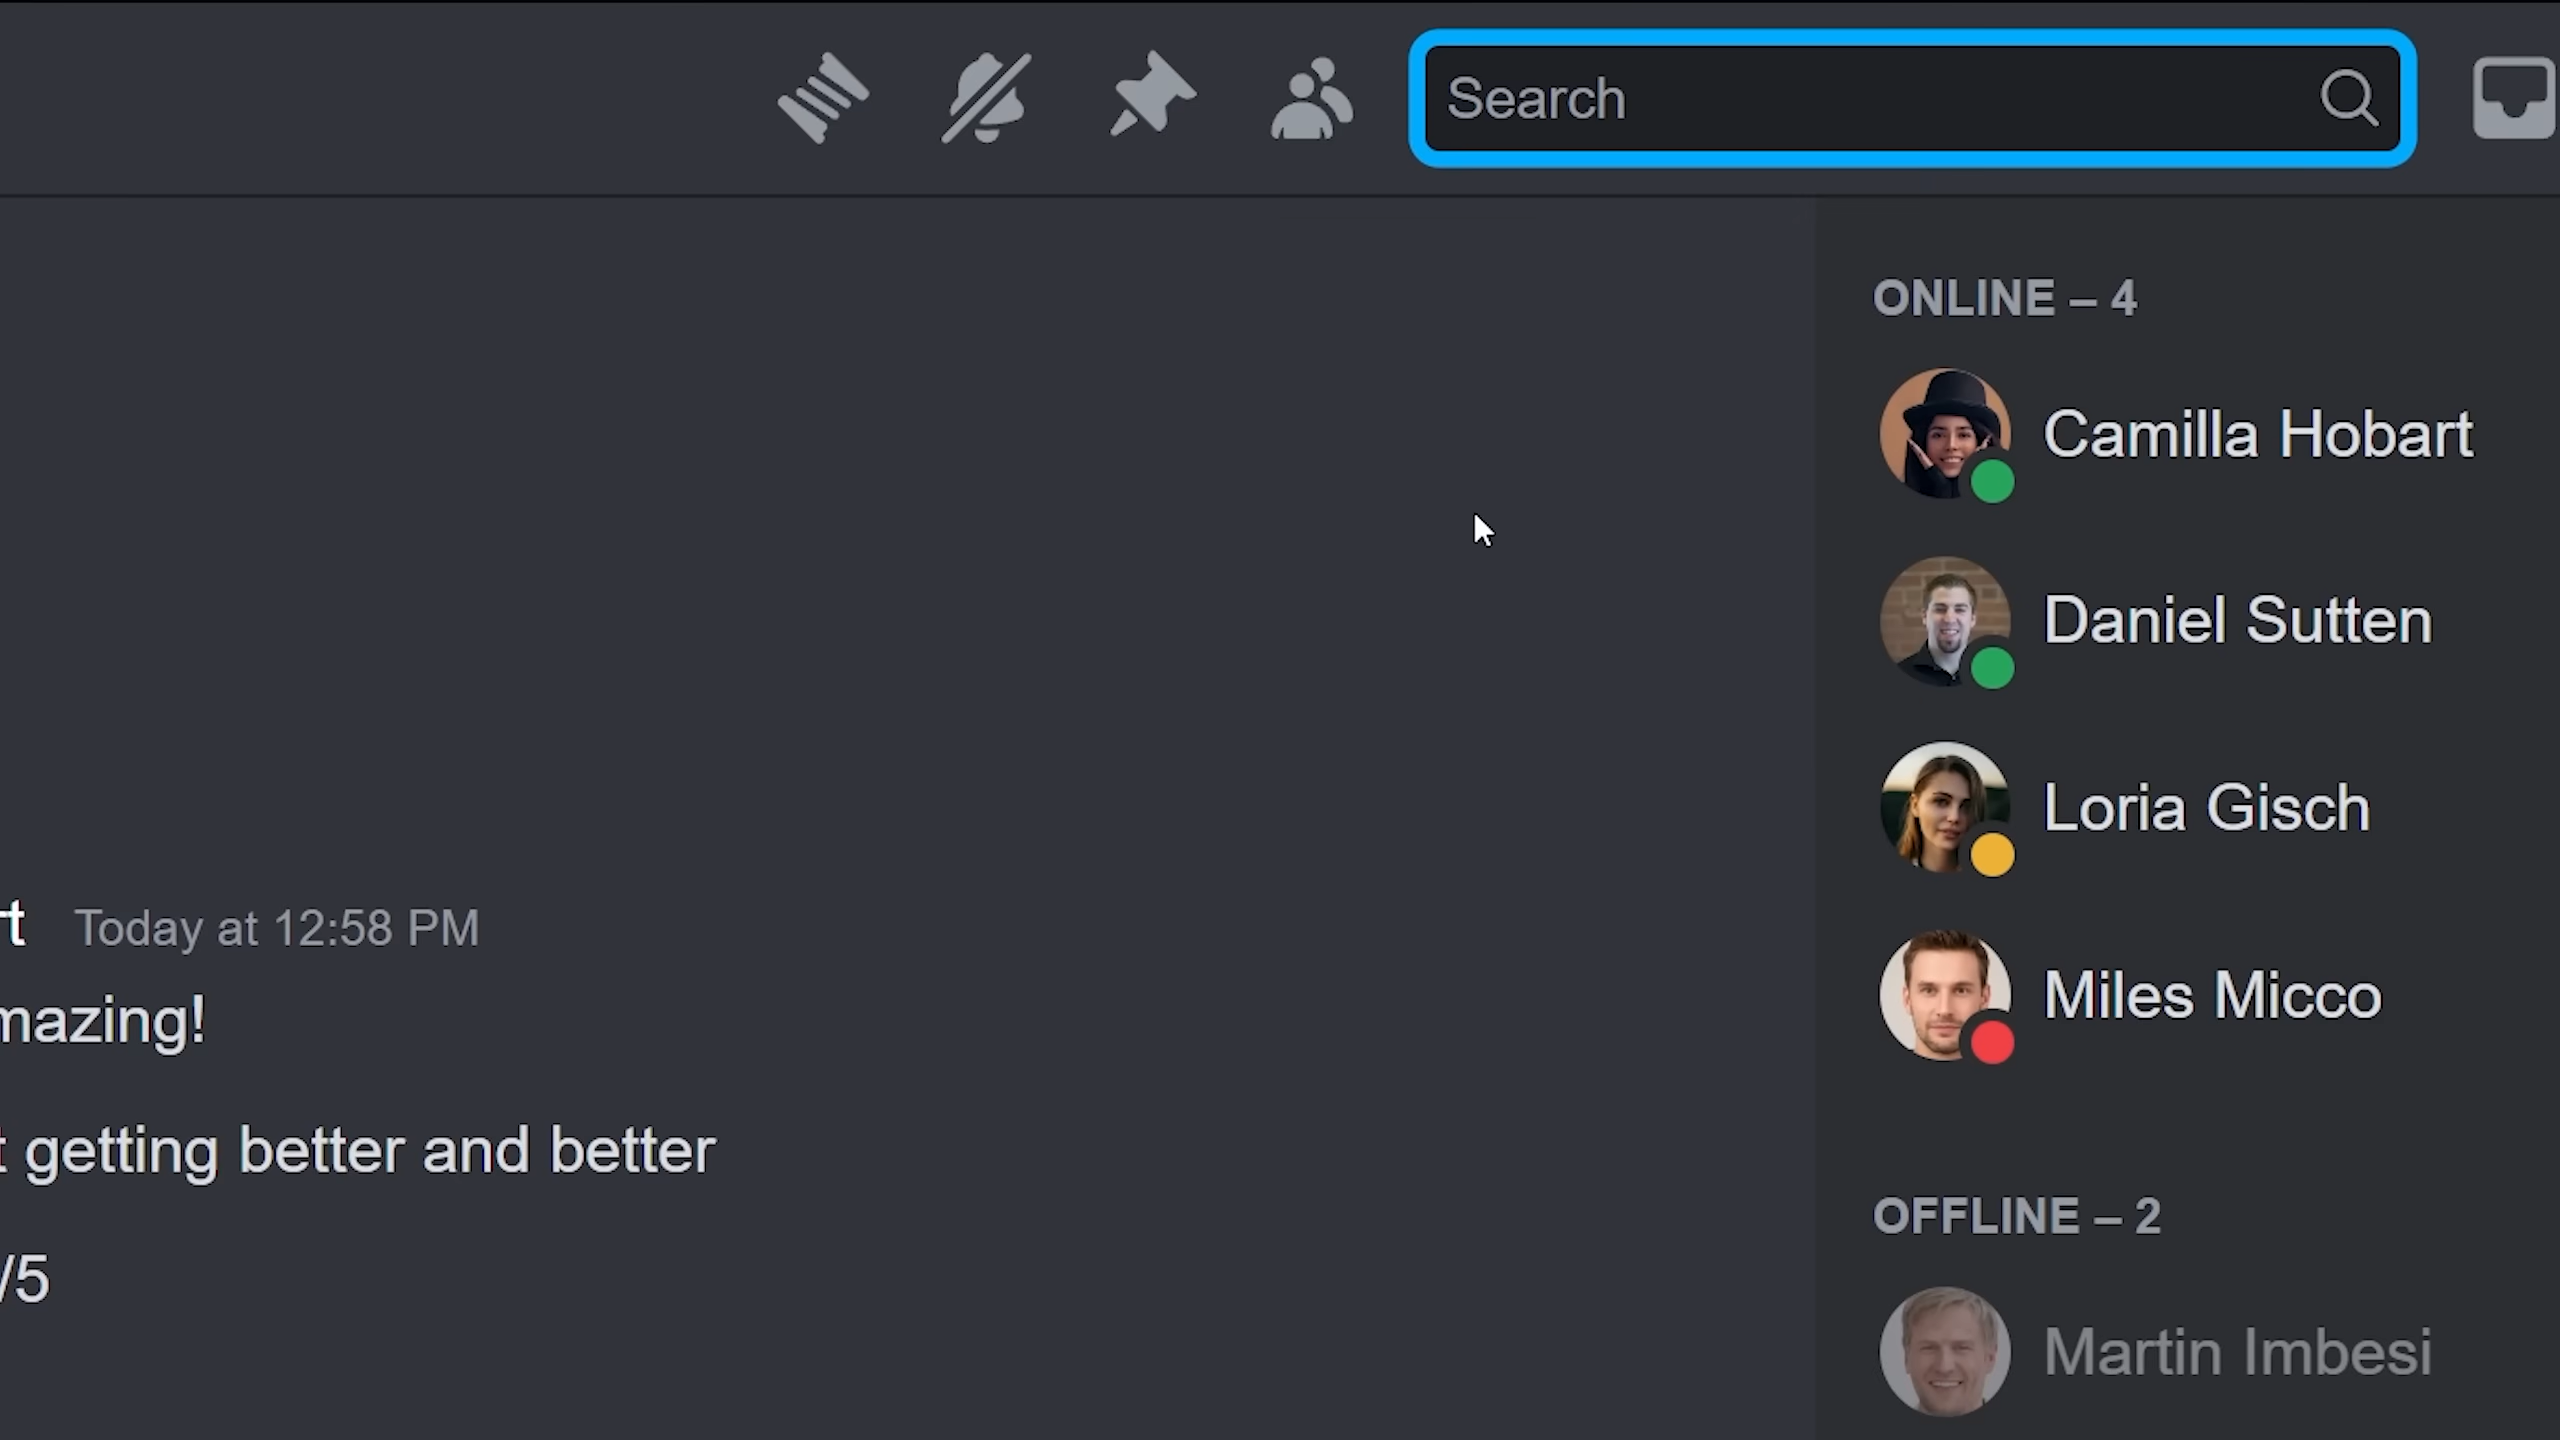 Search
ONLINE – 4
Camilla Hobart
Daniel Sutten
Loria Gisch
Miles Micco
OFFLINE – 2
Martin Imbesi
rt Today at 12:58 PM
mazing!
t getting better and better
/5